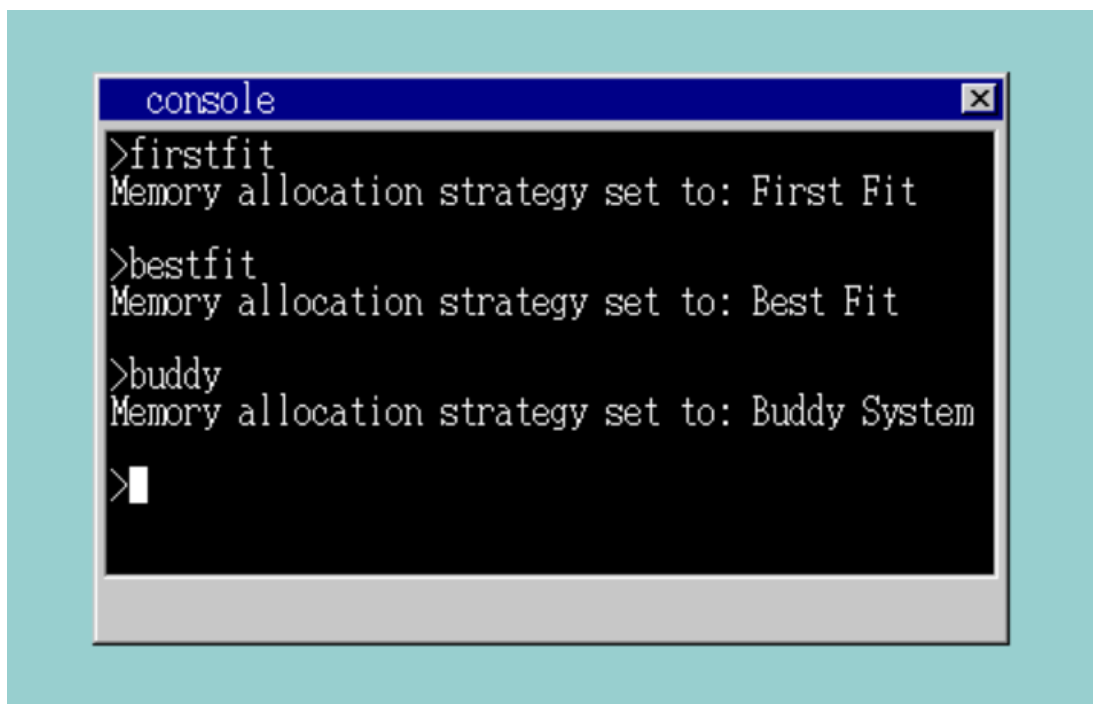 console
>firstfit
Memory allocation strategy set to: First Fit
>bestfit
Memory allocation strategy set to: Best Fit
>buddy
Memory allocation strategy set to: Buddy System
>